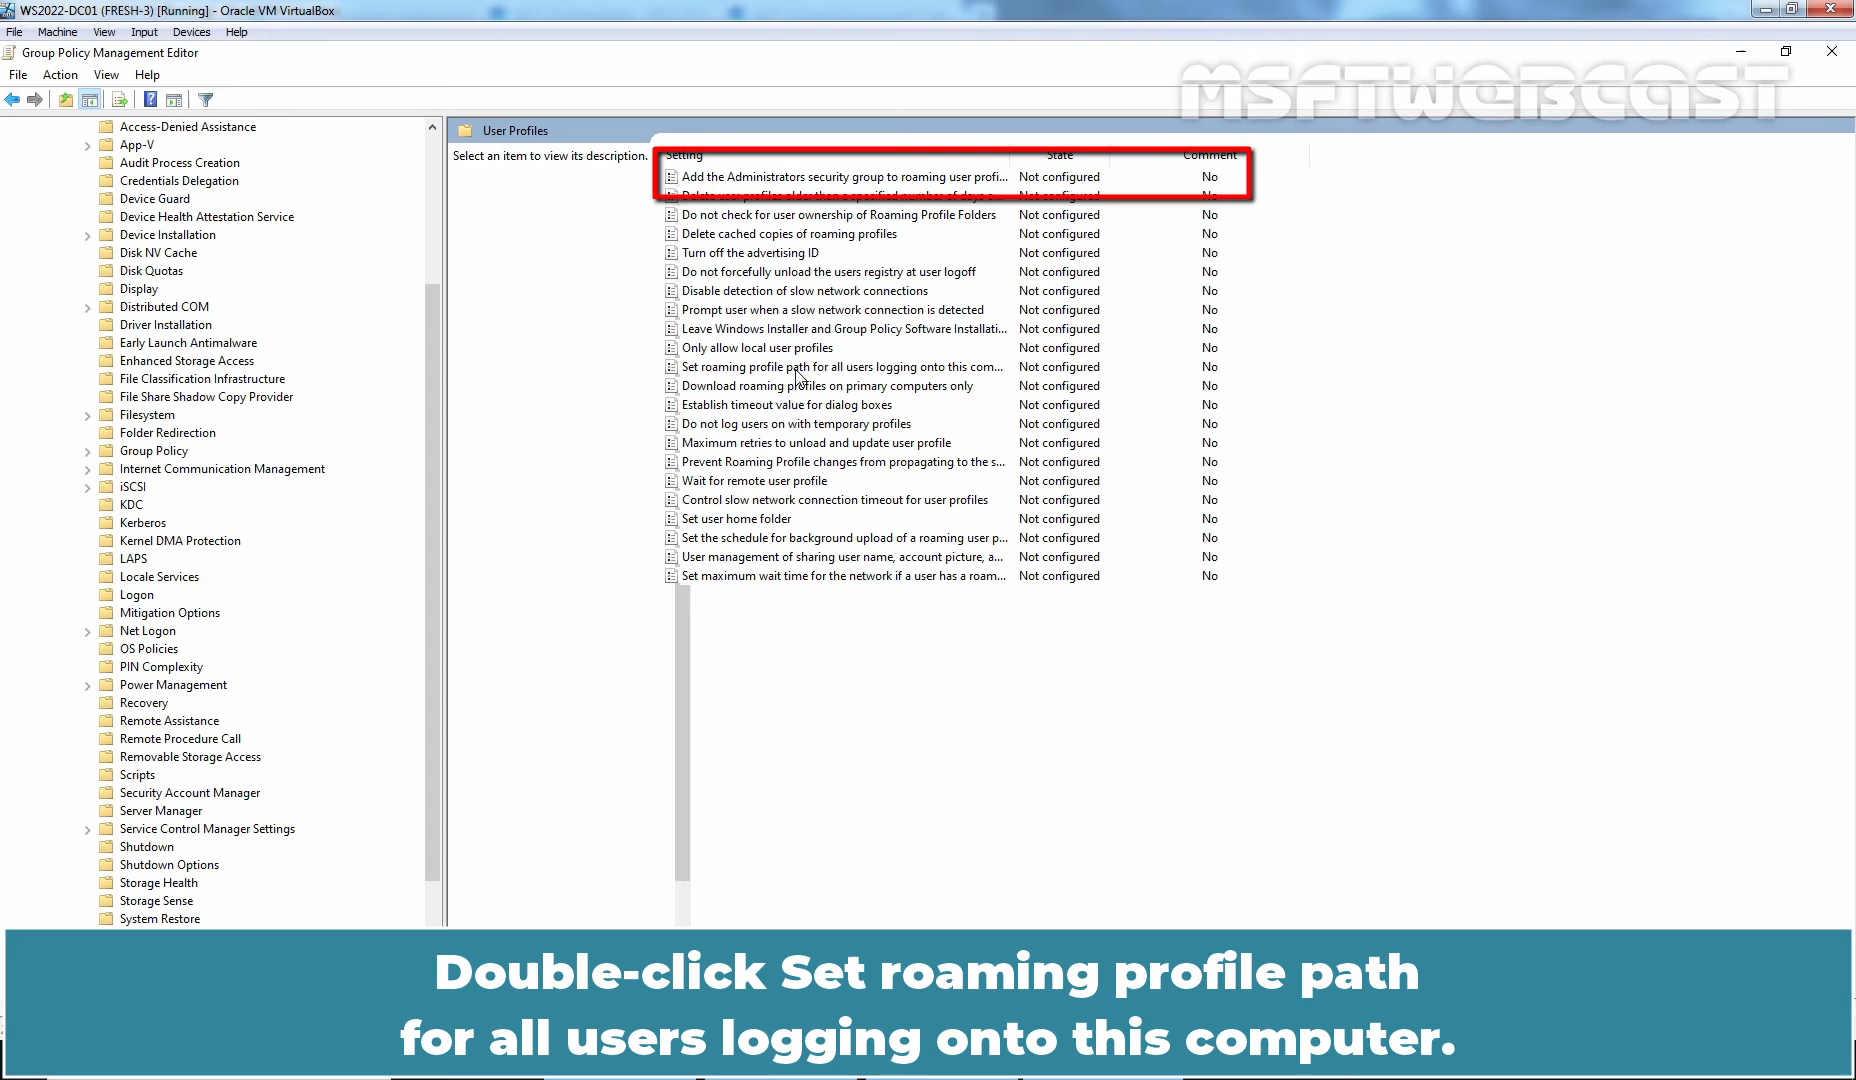 WS2022-DC01 (FRESH-3) [Running] - Oracle VM VirtualBox
File Machine View Input Devices Help
Group Policy Management Editor
File Action View Help
MSFTWEBCAST
Access-Denied Assistance
App-V
Audit Process Creation
Credentials Delegation
Device Guard
Device Health Attestation Service
Device Installation
Disk NV Cache
Disk Quotas
Display
Distributed COM
Driver Installation
Early Launch Antimalware
Enhanced Storage Access
File Classification Infrastructure
File Share Shadow Copy Provider
Filesystem
Folder Redirection
Group Policy
Internet Communication Management
iSCSI
KDC
Kerberos
Kernel DMA Protection
LAPS
Locale Services
Logon
Mitigation Options
Net Logon
OS Policies
PIN Complexity
Power Management
Recovery
Remote Assistance
Remote Procedure Call
Removable Storage Access
Scripts
Security Account Manager
Server Manager
Service Control Manager Settings
Shutdown
Shutdown Options
Storage Health
Storage Sense
System Restore
User Profiles
Select an item to view its description.
Setting State Comment
Add the Administrators security group to roaming user profi... Not configured No
Delete user profiles older than a specified number of days o... Not configured No
Do not check for user ownership of Roaming Profile Folders Not configured No
Delete cached copies of roaming profiles Not configured No
Turn off the advertising ID Not configured No
Do not forcefully unload the users registry at user logoff Not configured No
Disable detection of slow network connections Not configured No
Prompt user when a slow network connection is detected Not configured No
Leave Windows Installer and Group Policy Software Installati... Not configured No
Only allow local user profiles Not configured No
Set roaming profile path for all users logging onto this com... Not configured No
Download roaming profiles on primary computers only Not configured No
Establish timeout value for dialog boxes Not configured No
Do not log users on with temporary profiles Not configured No
Maximum retries to unload and update user profile Not configured No
Prevent Roaming Profile changes from propagating to the s... Not configured No
Wait for remote user profile Not configured No
Control slow network connection timeout for user profiles Not configured No
Set user home folder Not configured No
Set the schedule for background upload of a roaming user p... Not configured No
User management of sharing user name, account picture, a... Not configured No
Set maximum wait time for the network if a user has a roam... Not configured No
Double-click Set roaming profile path
for all users logging onto this computer.